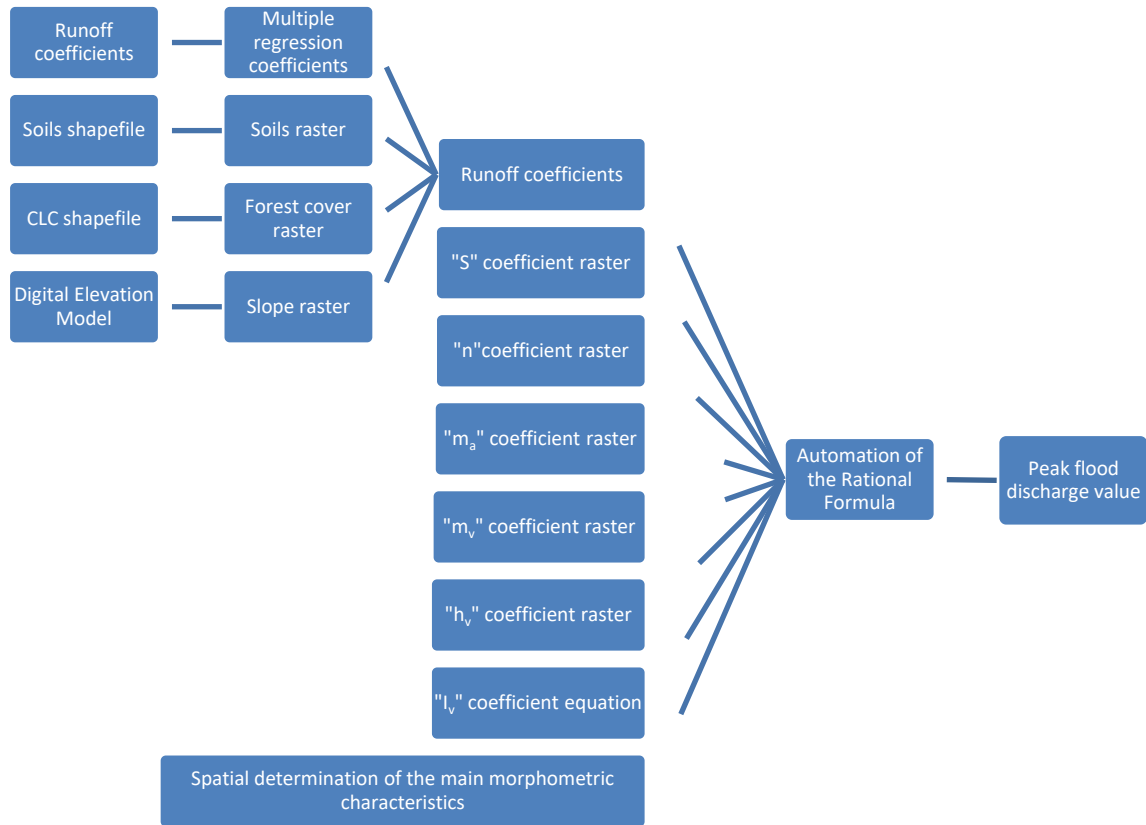 Runoff
coefficients
Multiple
regression
coefficients
Soils shapefile
Soils raster
CLC shapefile
Forest cover
raster
Digital Elevation
Model
Slope raster
Runoff coefficients
"S" coefficient raster
"n"coefficient raster
"mₐ" coefficient raster
"mᵥ" coefficient raster
"hᵥ" coefficient raster
"Iᵥ" coefficient equation
Spatial determination of the main morphometric
characteristics
Automation of
the Rational
Formula
Peak flood
discharge value